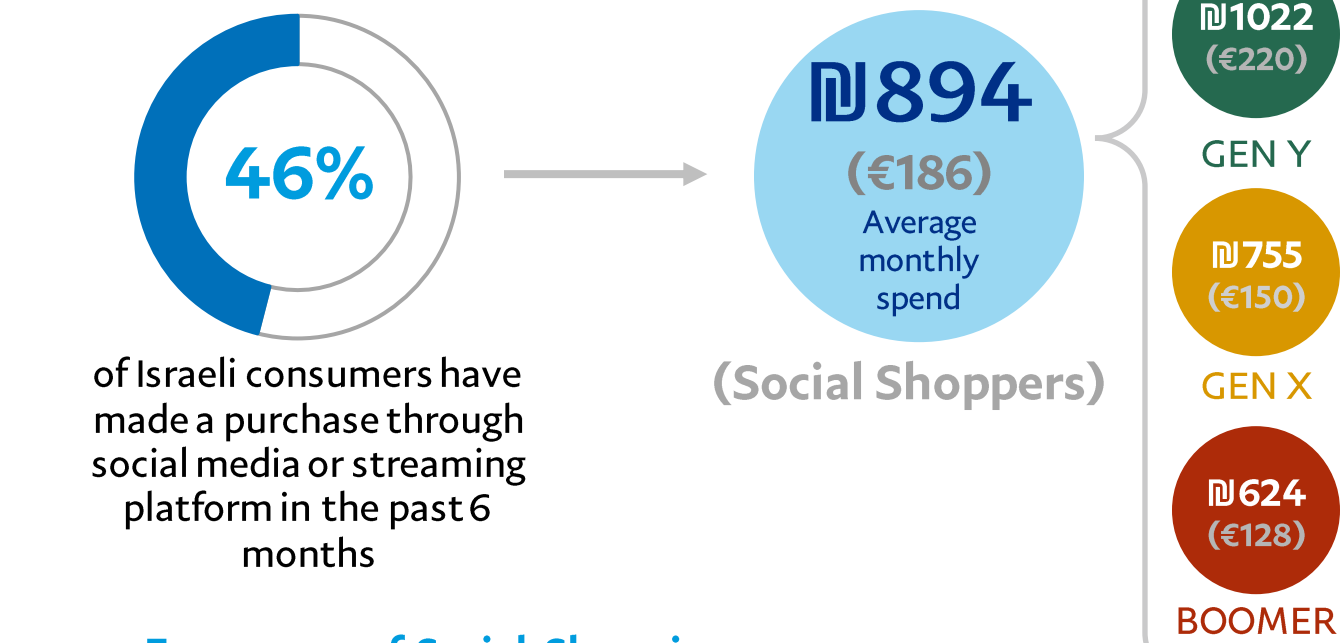 46%
of Israeli consumers have
made a purchase through
social media or streaming
platform in the past 6
months
₪894
(€186)
Average
monthly
spend
(Social Shoppers)
₪1022
(€220)
GEN Y
₪755
(€150)
GEN X
₪624
(€128)
BOOMER